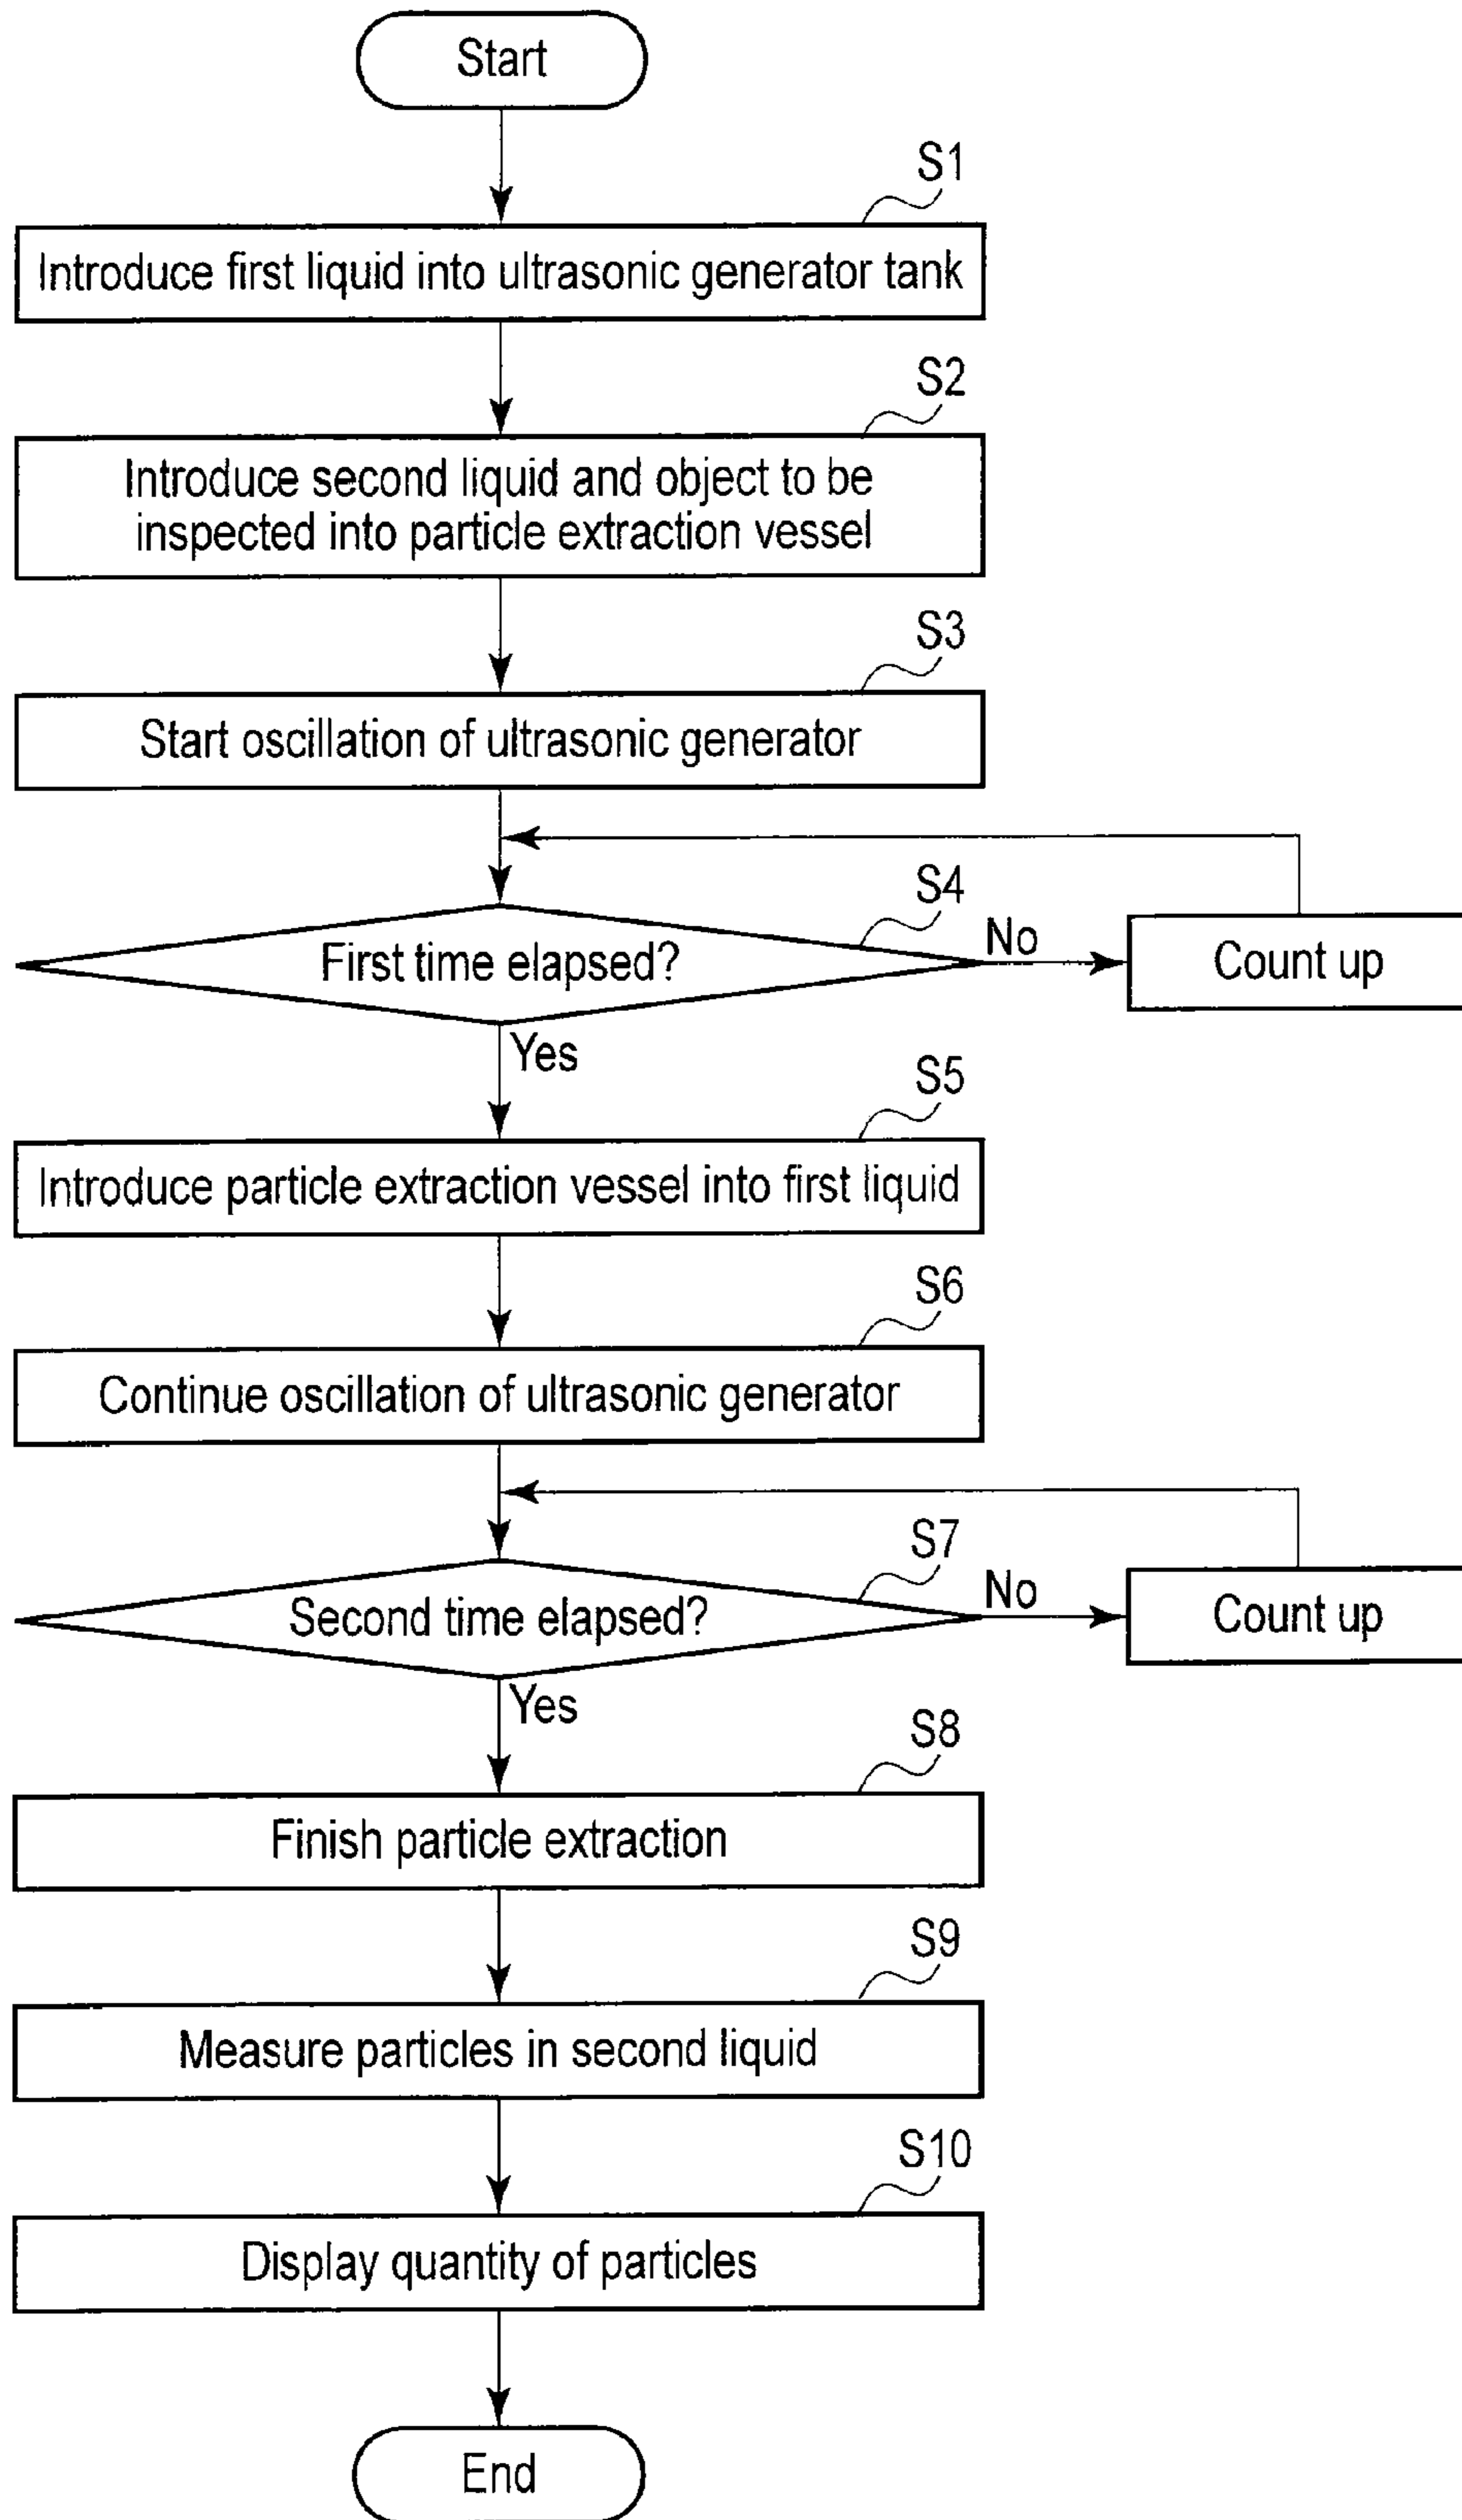 Start
S1
Introduce first liquid into ultrasonic generator tank
S2
Introduce second liquid and object to be
inspected into particle extraction vessel
S3
Start oscillation of ultrasonic generator
S4
First time elapsed?
No
Count up
Yes
S5
Introduce particle extraction vessel into first liquid
S6
Continue oscillation of ultrasonic generator
S7
Second time elapsed?
No
Count up
Yes
S8
Finish particle extraction
S9
Measure particles in second liquid
S10
Display quantity of particles
End